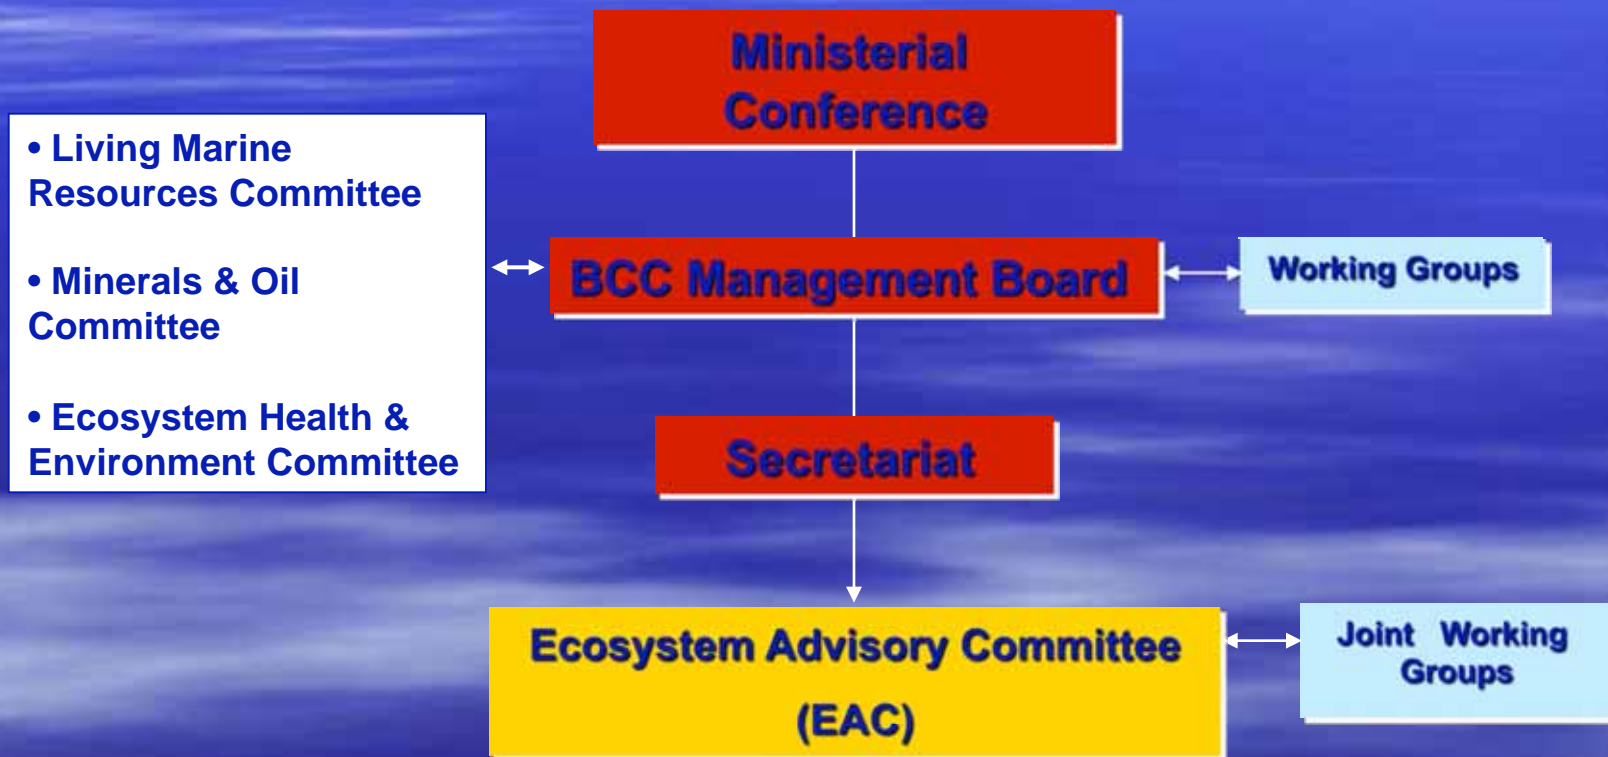 Ministerial
Conference
• Living Marine
Resources Committee
• Minerals & Oil
Committee
• Ecosystem Health &
Environment Committee
BCC Management Board
Working Groups
Secretariat
Ecosystem Advisory Committee
(EAC)
Joint Working
Groups